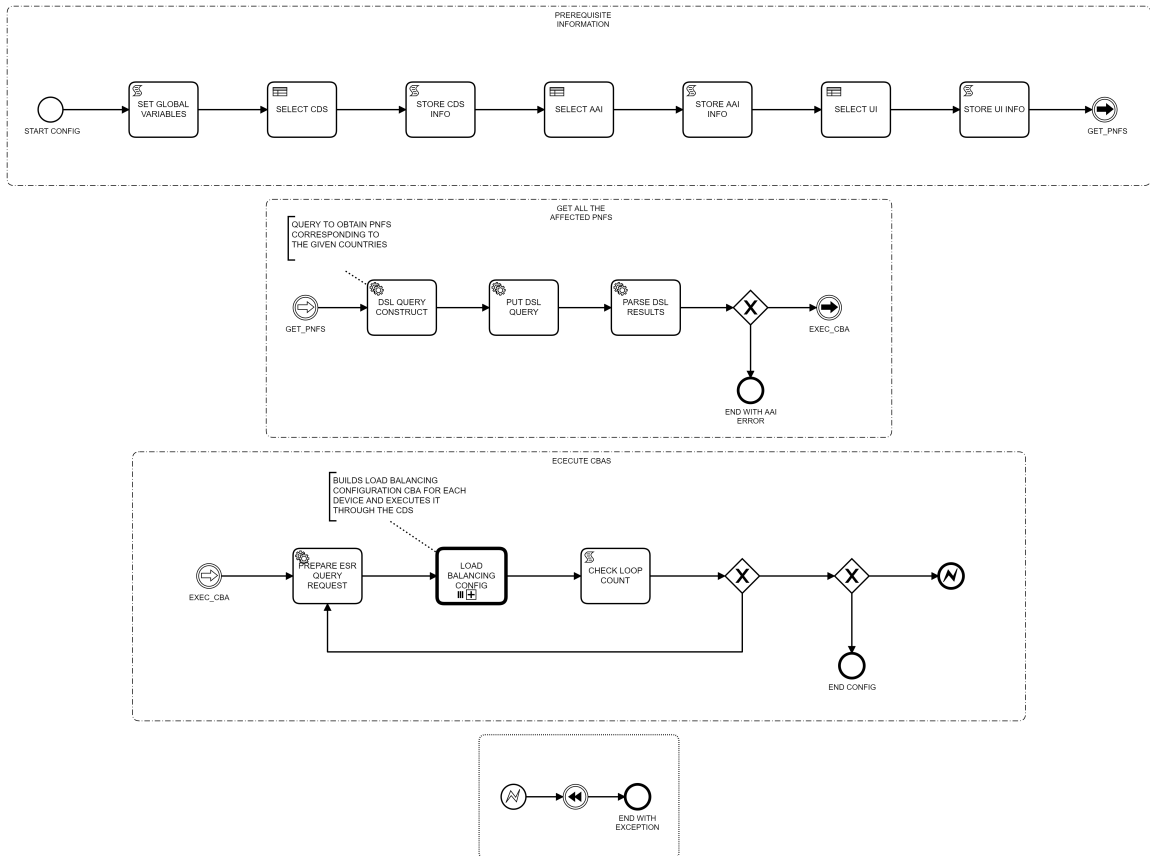 PREREQUISITE
INFORMATION
START CONFIG
SET GLOBAL
VARIABLES
SELECT CDS
STORE CDS
INFO
SELECT AAI
STORE AAI
INFO
SELECT UI
STORE UI INFO
GET_PNFS
GET ALL THE
AFFECTED PNFS
QUERY TO OBTAIN PNFS
CORRESPONDING TO
THE GIVEN COUNTRIES
GET_PNFS
DSL QUERY
CONSTRUCT
PUT DSL
QUERY
PARSE DSL
RESULTS
EXEC_CBA
END WITH AAI
ERROR
ECECUTE CBAS
BUILDS LOAD BALANCING
CONFIGURATION CBA FOR EACH
DEVICE AND EXECUTES IT
THROUGH THE CDS
EXEC_CBA
PREPARE ESR
QUERY
REQUEST
LOAD
BALANCING
CONFIG
CHECK LOOP
COUNT
END CONFIG
END WITH
EXCEPTION